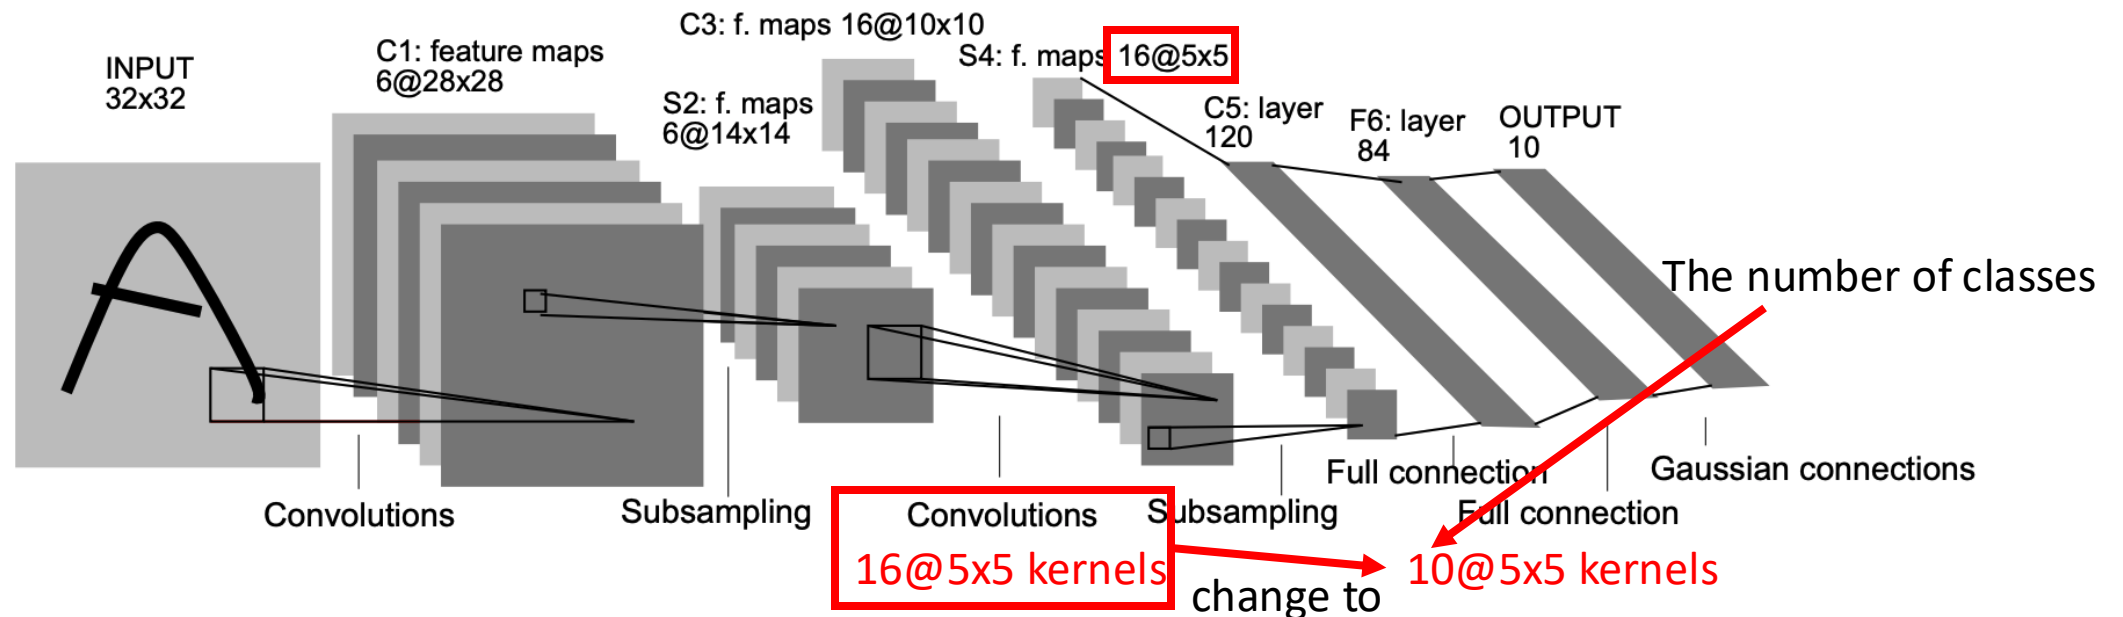 INPUT
32x32
C1: feature maps
6@28x28
S2: f. maps
6@14x14
C3: f. maps 16@10x10
S4: f. maps 16@5x5
C5: layer
120
F6: layer
84
OUTPUT
10
The number of classes
Convolutions
Subsampling
Convolutions
Subsampling
Full connection
Full connection
Gaussian connections
16@5x5 kernels
change to
10@5x5 kernels